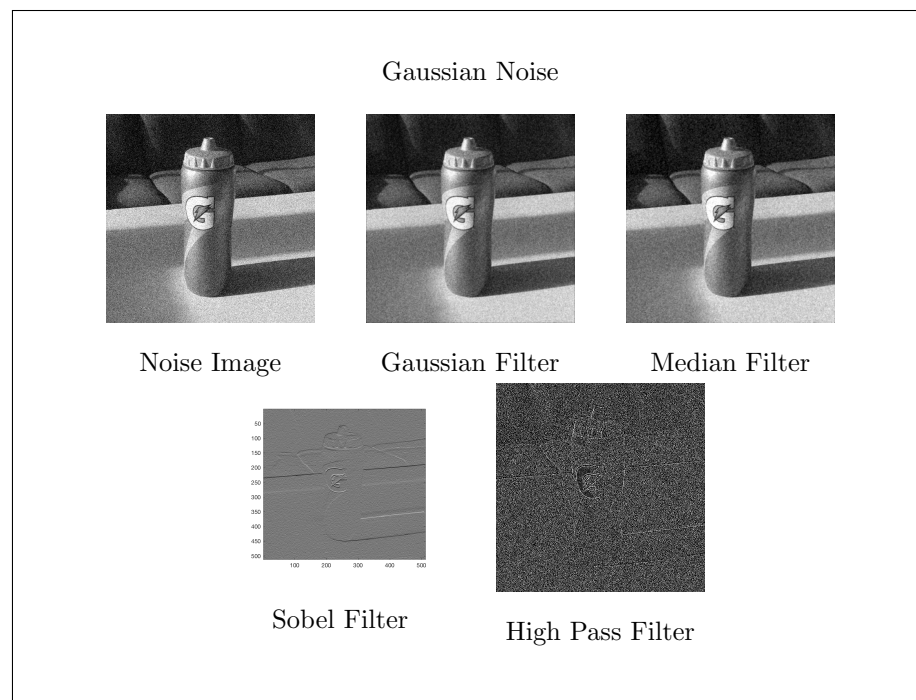 Gaussian Noise
G G G
Noise Image Gaussian Filter Median Filter
50
100
150
200
250
300
350
400
450
500
100 200 300 400 500
Sobel Filter
High Pass Filter